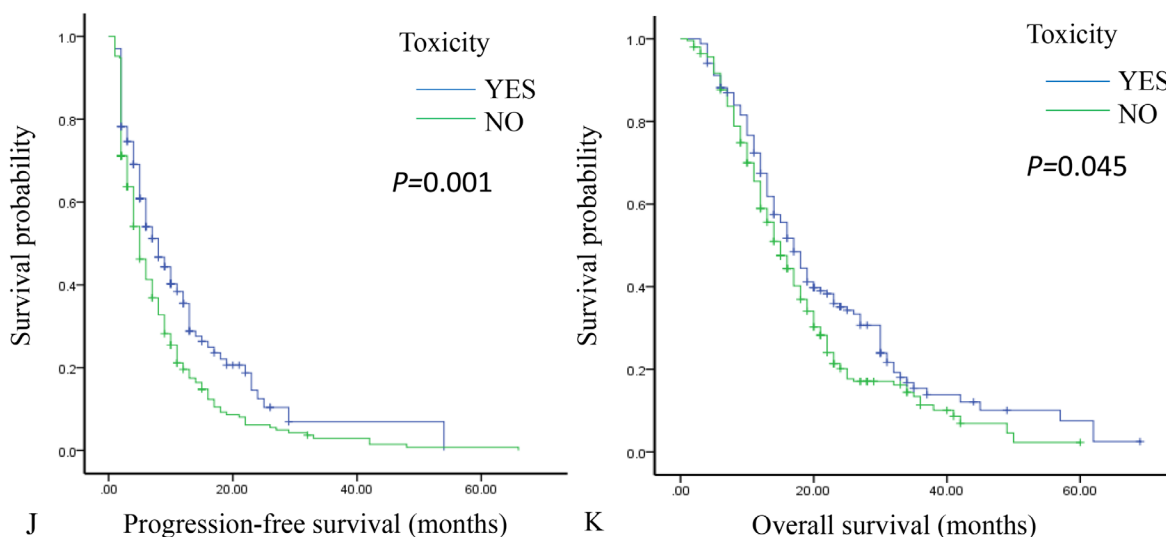 Toxicity
YES
NO
P=0.001
Survival probability
1.0
0.8
0.6
0.4
0.2
0.0
.00
20.00
40.00
60.00
J
Progression-free survival (months)
Toxicity
YES
NO
P=0.045
Survival probability
1.0
0.8
0.6
0.4
0.2
0.0
.00
20.00
40.00
60.00
K
Overall survival (months)